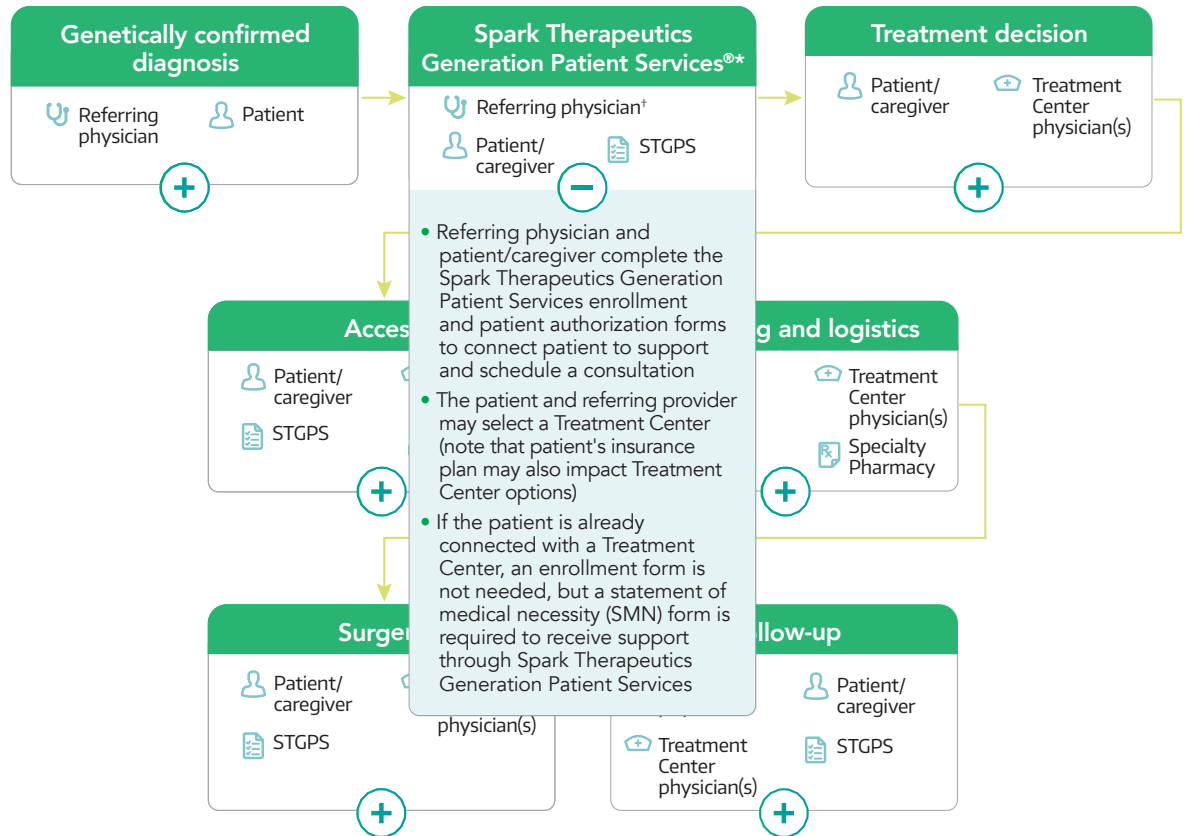 Genetically confirmed
diagnosis
Referring
physician
Patient
Spark Therapeutics
Generation Patient Services®*
Referring physician†
Patient/
caregiver
STGPS
• Referring physician and
patient/caregiver complete the
Spark Therapeutics Generation
Patient Services enrollment
and patient authorization forms
to connect patient to support
and schedule a consultation
• The patient and referring provider
may select a Treatment Center
(note that patient's insurance
plan may also impact Treatment
Center options)
• If the patient is already
connected with a Treatment
Center, an enrollment form is
not needed, but a statement of
medical necessity (SMN) form is
required to receive support
through Spark Therapeutics
Generation Patient Services
Treatment decision
Patient/
caregiver
Treatment
Center
physician(s)
Acces
Patient/
caregiver
STGPS
g and logistics
Treatment
Center
physician(s)
Rx
Specialty
Pharmacy
Surger
Patient/
caregiver
STGPS
physician(s)
llow-up
Treatment
Center
physician(s)
Patient/
caregiver
STGPS